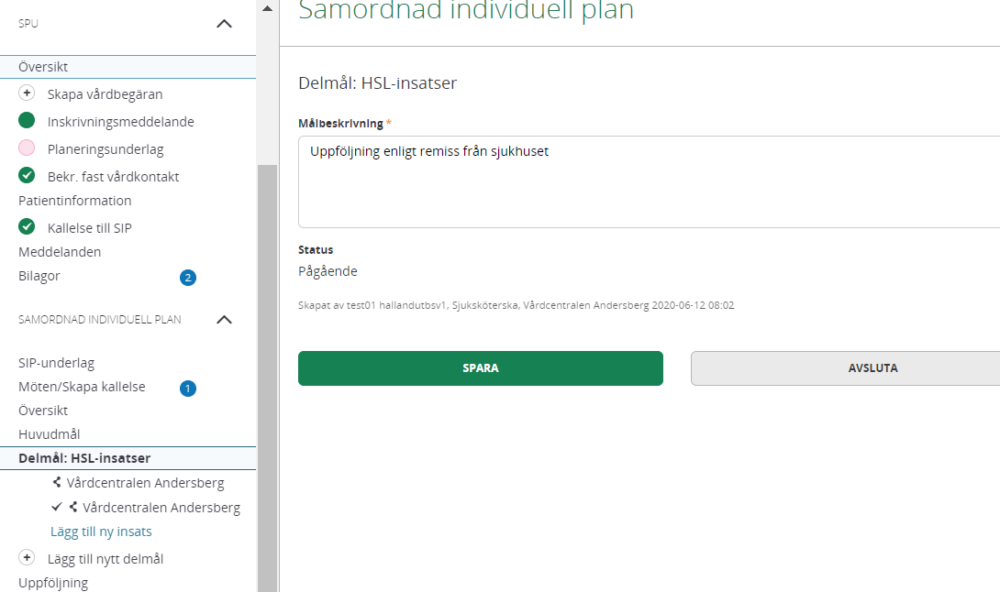 SPU
Översikt
Skapa vårdbegäran
Inskrivningsmeddelande
Planeringsunderlag
Bekr. fast vårdkontakt
Patientinformation
Kallelse till SIP
Meddelanden
Bilagor 2
SAMORDNAD INDIVIDUELL PLAN
SIP-underlag
Möten/Skapa kallelse 1
Översikt
Huvudmål
Delmål: HSL-insatser
Vårdcentralen Andersberg
Vårdcentralen Andersberg
Lägg till ny insats
Lägg till nytt delmål
Uppföljning
Samordnad individuell plan
Delmål: HSL-insatser
Målbeskrivning *
Uppföljning enligt remiss från sjukhuset
Status
Pågående
Skapat av test01 hallandutbsv1, Sjuksköterska, Vårdcentralen Andersberg 2020-06-12 08:02
SPARA
AVSLUTA